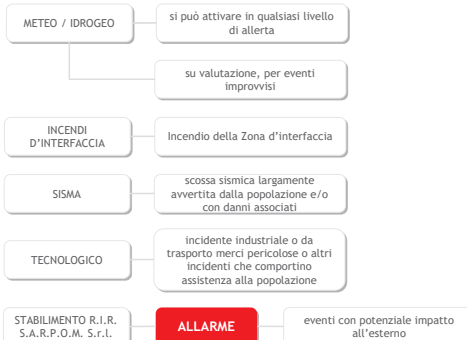 METEO / IDROGEO
si può attivare in qualsiasi livello
di allerta
su valutazione, per eventi
improvvisi
INCENDI
D'INTERFACCIA
Incendio della Zona d'interfaccia
SISMA
scossa sismica largamente
avvertita dalla popolazione e/o
con danni associati
TECNOLOGICO
incidente industriale o da
trasporto merci pericolose o altri
incidenti che comportino
assistenza alla popolazione
STABILIMENTO R.I.R.
S.A.R.P.O.M. S.r.l.
ALLARME
eventi con potenziale impatto
all'esterno